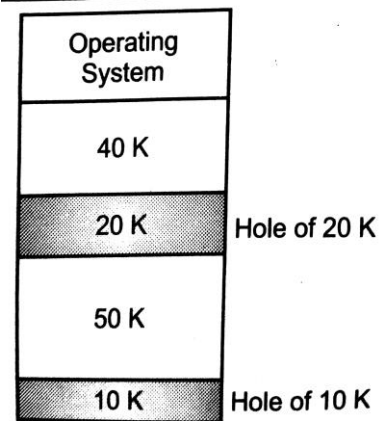 Operating
System
40 K
20 K
Hole of 20 K
50 K
10 K
Hole of 10 K